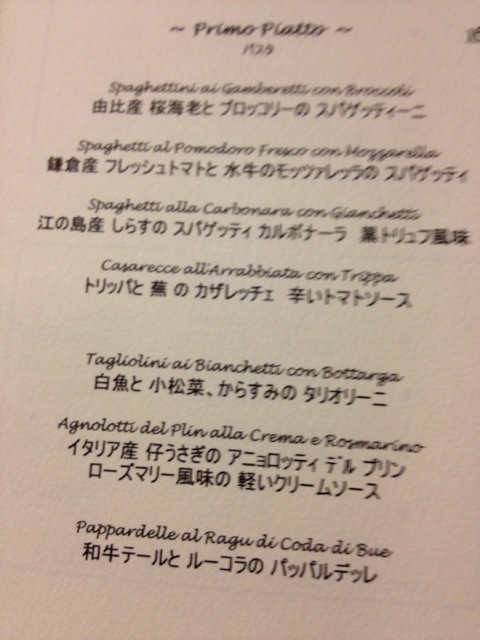 ~ Primo Piatto ~
パスタ
Spaghettini ai Gamberetti con Broccoli
由比産 桜海老と ブロッコリーの スパゲッティーニ
Spaghetti al Pomodoro Fresco con Mozzarella
鎌倉産 フレッシュトマトと 水牛のモッツァレッラの スパゲッティ
Spaghetti alla Carbonara con Gianchetti
江の島産 しらすの スパゲッティ カルボナーラ 黒トリュフ風味
Casarecce all'Arrabbiata con Trippa
トリッパと 蕪 の カザレッチェ 辛いトマトソース
Tagliolini ai Bianchetti con Bottarga
白魚と 小松菜、からすみの タリオリーニ
Agnolotti del Plin alla Crema e Rosmarino
イタリア産 仔うさぎの アニョロッティ デル プリン
ローズマリー風味の 軽いクリームソース
Pappardelle al Ragu di Coda di Bue
和牛テールと ルーコラの パッパルデッレ